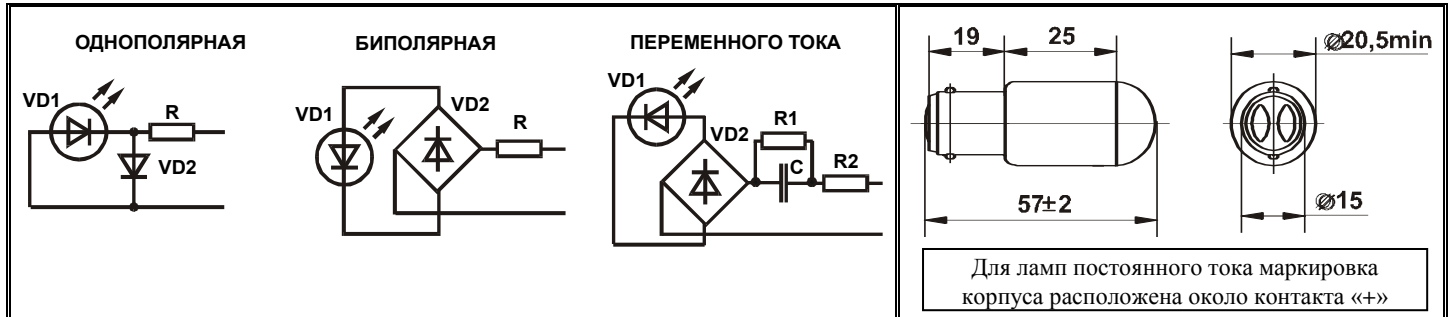 ОДНОПОЛЯРНАЯ
VD1
R
VD2
БИПОЛЯРНАЯ
VD1
VD2
R
ПЕРЕМЕННОГО ТОКА
VD1
VD2
R1
C
R2
19
25
57±2
⌀20,5min
⌀15
Для ламп постоянного тока маркировка
корпуса расположена около контакта «+»